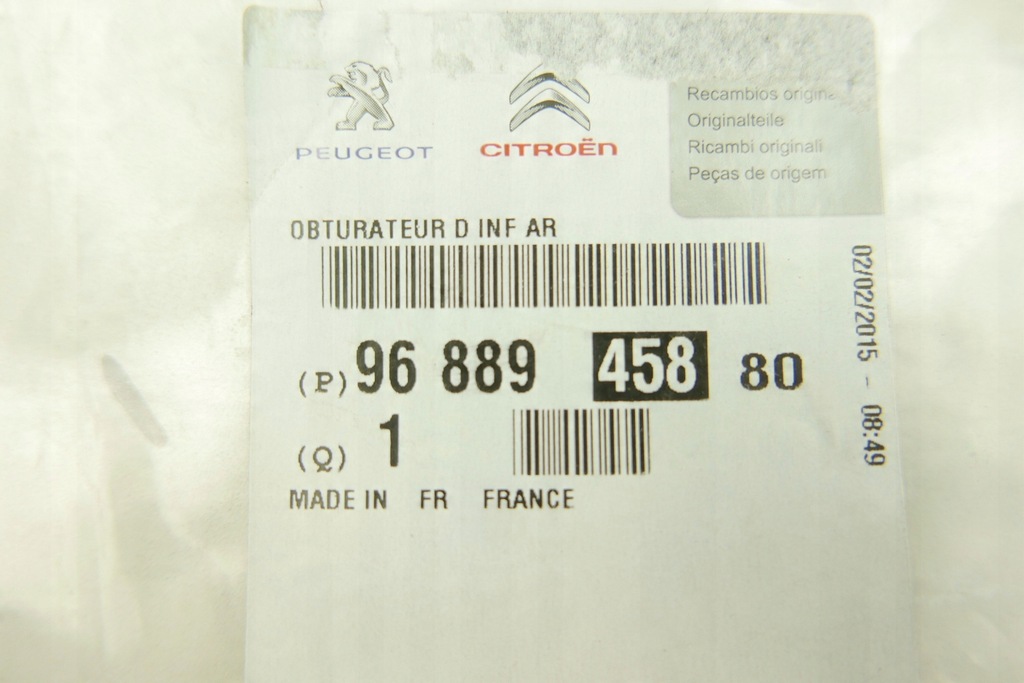 PEUGEOT
CITROËN
Recambios
Originalteile
Ricambi originali
Peças de origem
OBTURATEUR D INF AR
(P) 96 889 458 80
(Q) 1
MADE IN FR FRANCE
02/02/2015 - 08:49